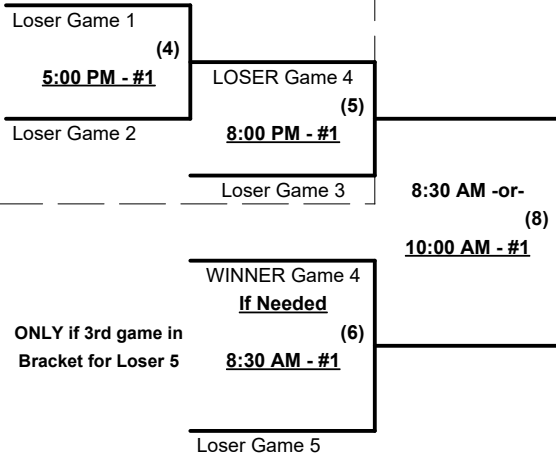 Loser Game 1
(4)
5:00 PM - #1
Loser Game 2
LOSER Game 4
(5)
8:00 PM - #1
Loser Game 3
8:30 AM -or-
(8)
10:00 AM - #1
WINNER Game 4
If Needed
(6)
8:30 AM - #1
ONLY if 3rd game in
Bracket for Loser 5
Loser Game 5